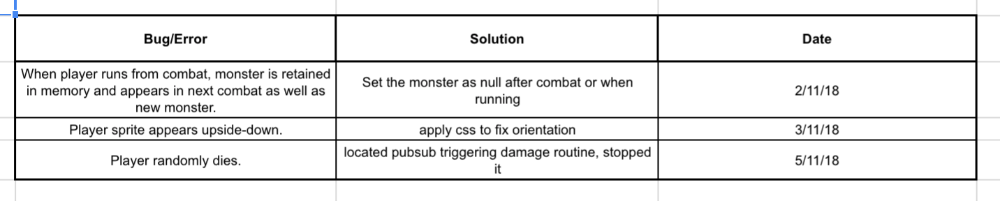 Bug/Error
Solution
Date
When player runs from combat, monster is retained
in memory and appears in next combat as well as
new monster.
Set the monster as null after combat or when
running
2/11/18
Player sprite appears upside-down.
apply css to fix orientation
3/11/18
Player randomly dies.
located pubsub triggering damage routine, stopped
it
5/11/18